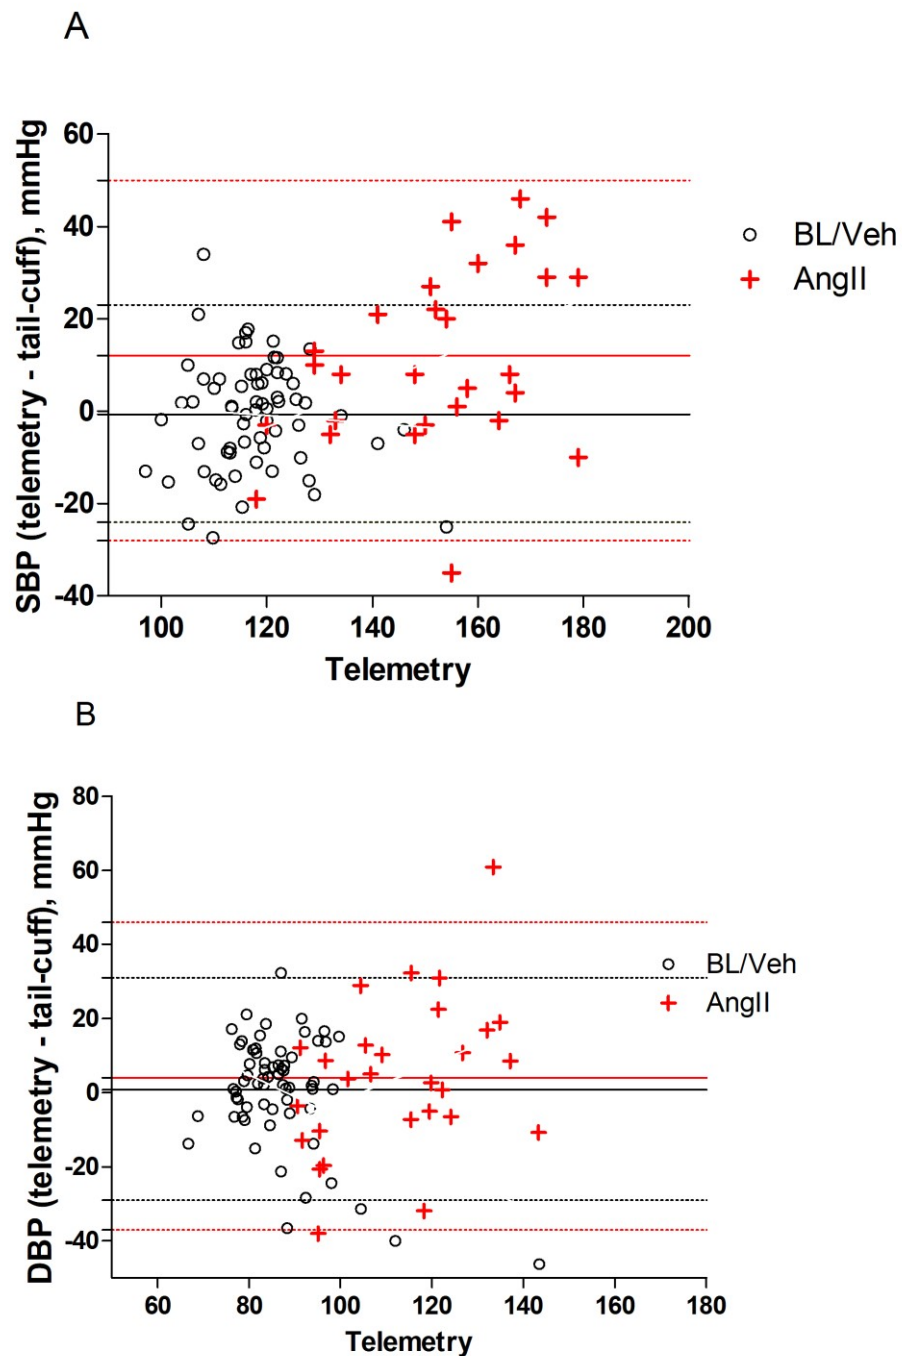 A
SBP (telemetry - tail-cuff), mmHg
60
40
20
0
-20
-40
100 120 140 160 180 200
Telemetry
BL/Veh
AngII
B
DBP (telemetry - tail-cuff), mmHg
80
60
40
20
0
-20
-40
60 80 100 120 140 160 180
Telemetry
BL/Veh
AngII